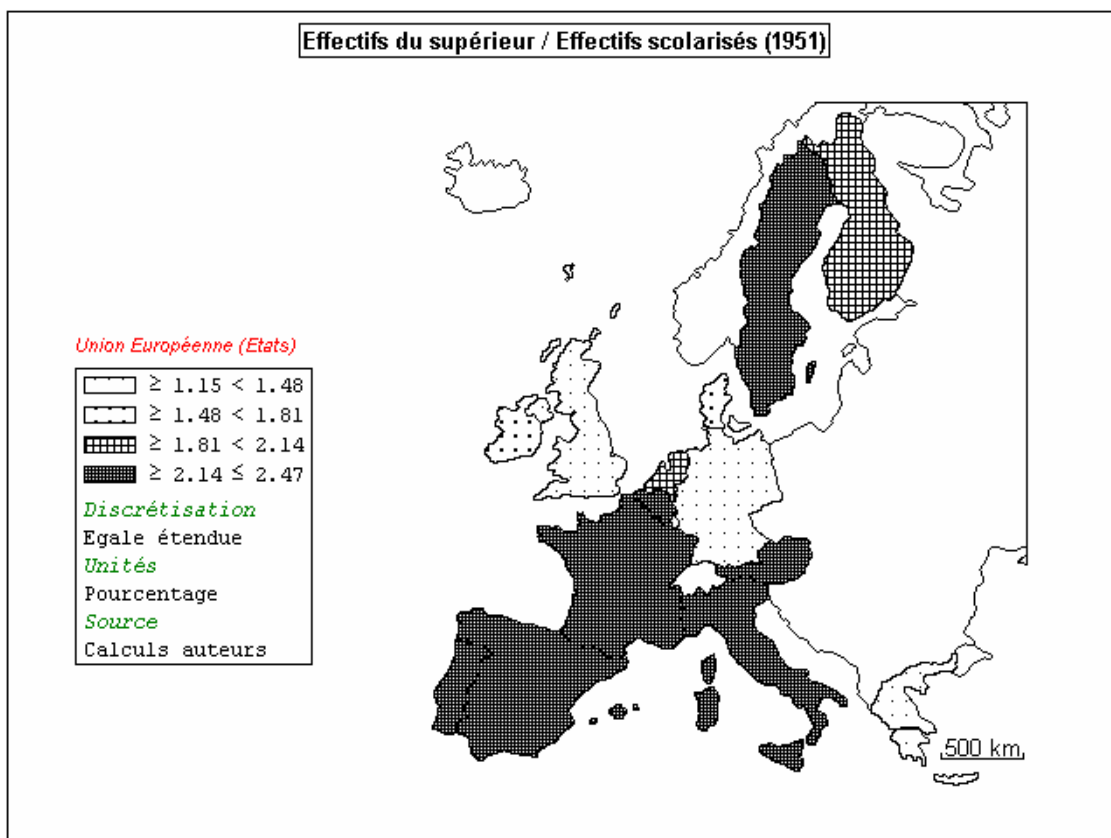 Effectifs du supérieur / Effectifs scolarisés (1951)
Union Européenne (Etats)
≥ 1.15 < 1.48
≥ 1.48 < 1.81
≥ 1.81 < 2.14
≥ 2.14 ≤ 2.47
Discrétisation
Egale étendue
Unités
Pourcentage
Source
Calculs auteurs
500 km